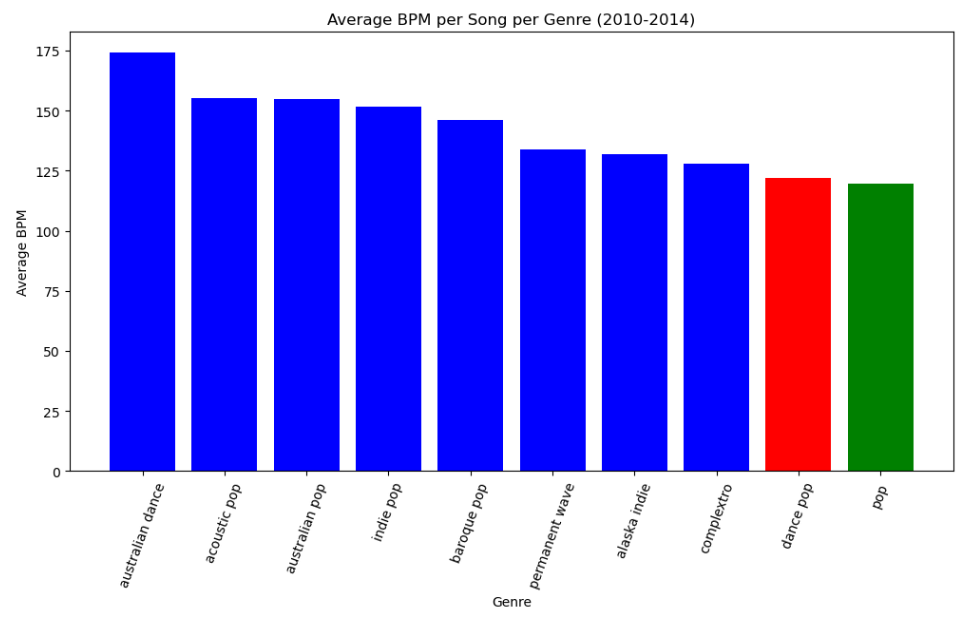 Average BPM per Song per Genre (2010-2014)
Average BPM
175
150
125
100
75
50
25
0
australian dance
acoustic pop
australian pop
indie pop
baroque pop
permanent wave
alaska indie
complextro
dance pop
pop
Genre